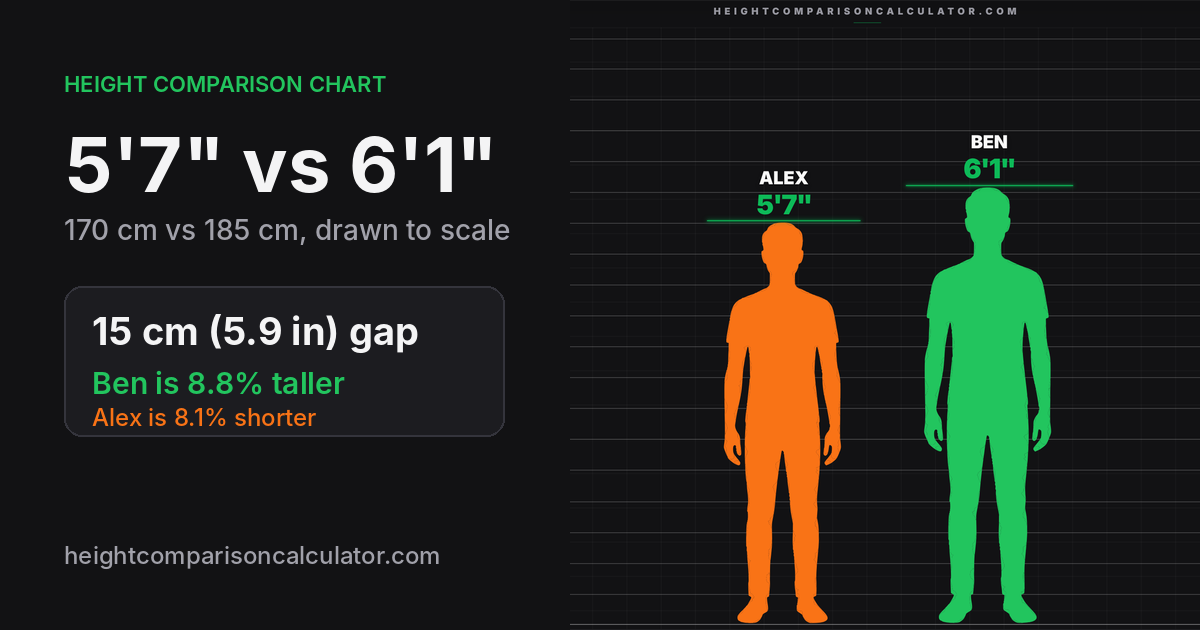 HEIGHT COMPARISON CHART
5'7" vs 6'1"
170 cm vs 185 cm, drawn to scale
15 cm (5.9 in) gap
Ben is 8.8% taller
Alex is 8.1% shorter
heightcomparisoncalculator.com
HEIGHTCOMPARISONCALCULATOR.COM
ALEX
5'7"
BEN
6'1"